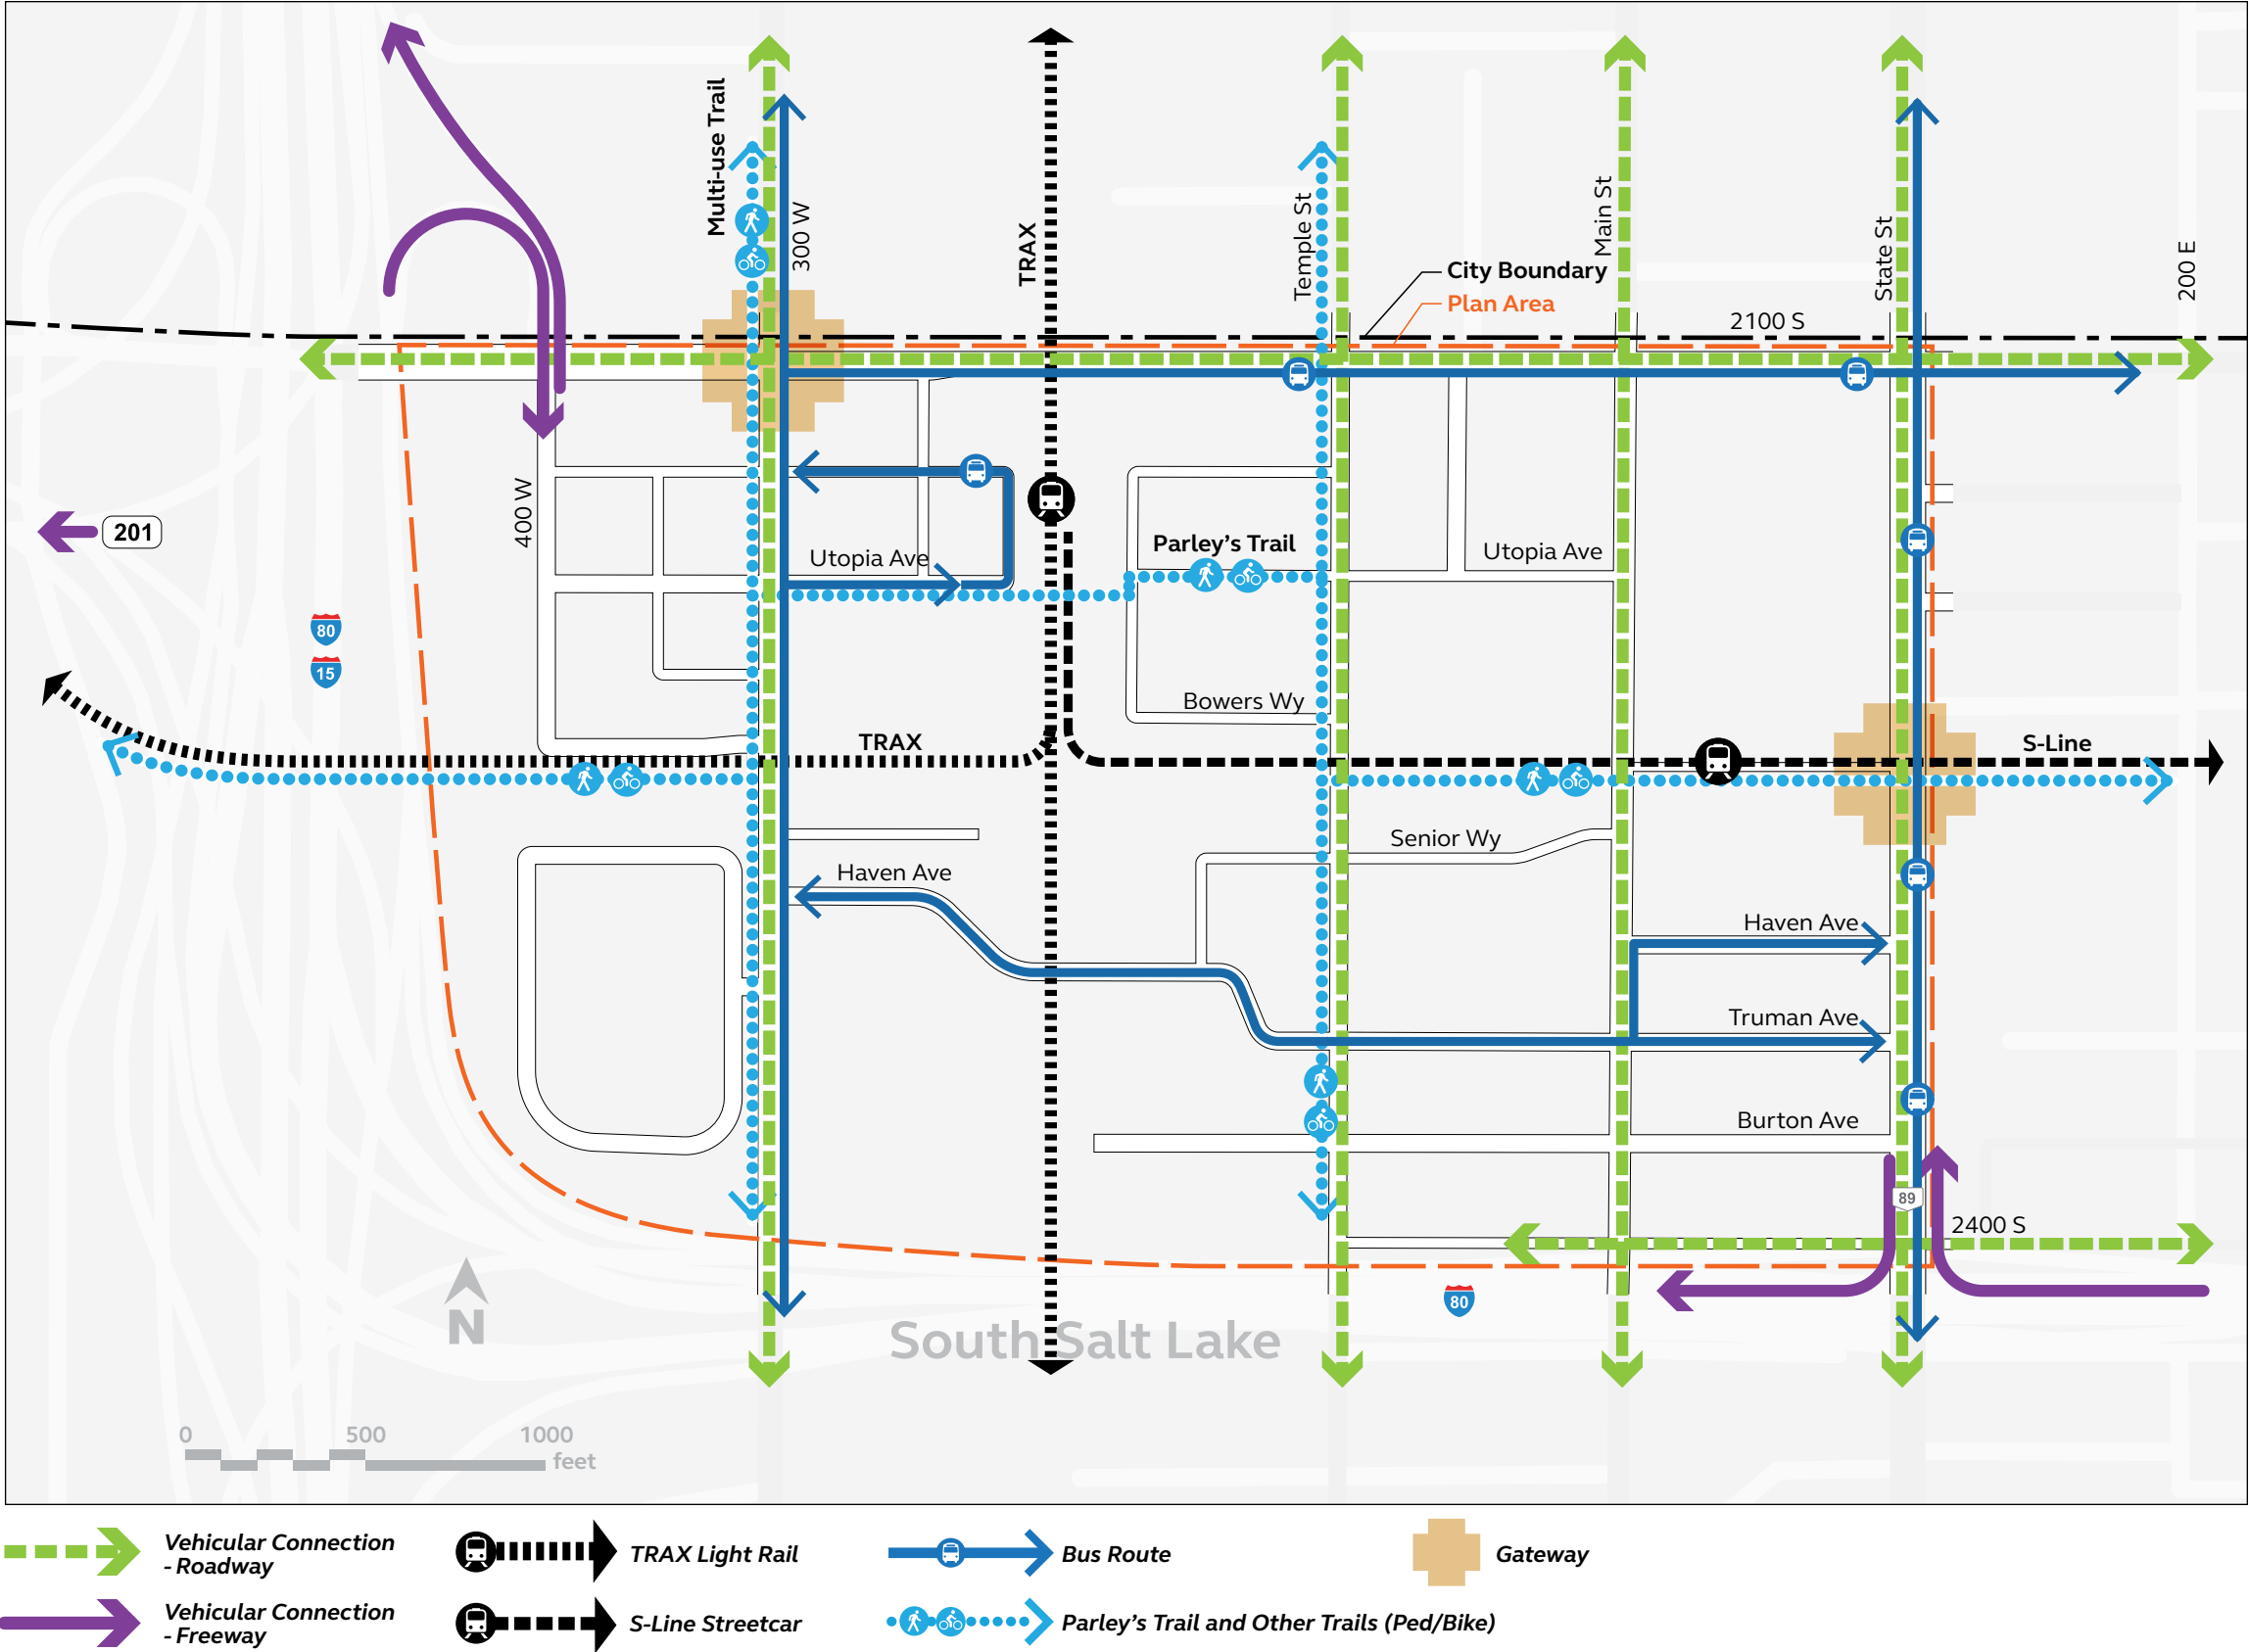 Multi-use Trail
300 W
TRAX
Temple St
Main St
State St
200 E
City Boundary
Plan Area
2100 S
400 W
201
Utopia Ave
Parley's Trail
Utopia Ave
80
15
Bowers Wy
TRAX
S-Line
Senior Wy
Haven Ave
Haven Ave
Truman Ave
Burton Ave
89
2400 S
80
N
South Salt Lake
0 500 1000
feet
Vehicular Connection
- Roadway
TRAX Light Rail
Bus Route
Gateway
Vehicular Connection
- Freeway
S-Line Streetcar
Parley's Trail and Other Trails (Ped/Bike)